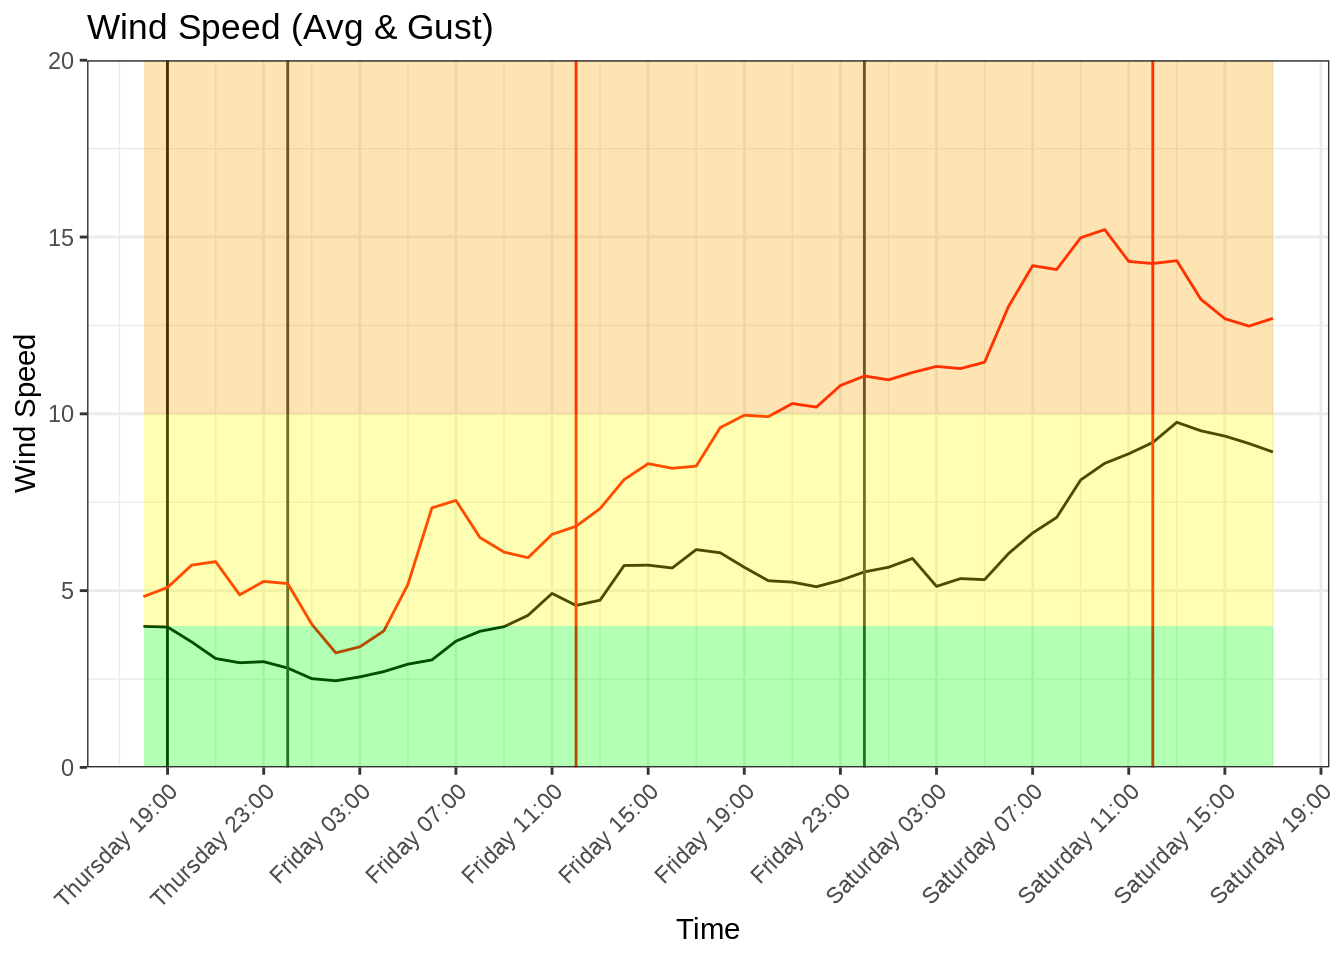 Wind Speed (Avg & Gust)
20
15
10
5
0
Wind Speed
Thursday 19:00
Thursday 23:00
Friday 03:00
Friday 07:00
Friday 11:00
Friday 15:00
Friday 19:00
Friday 23:00
Saturday 03:00
Saturday 07:00
Saturday 11:00
Saturday 15:00
Saturday 19:00
Time